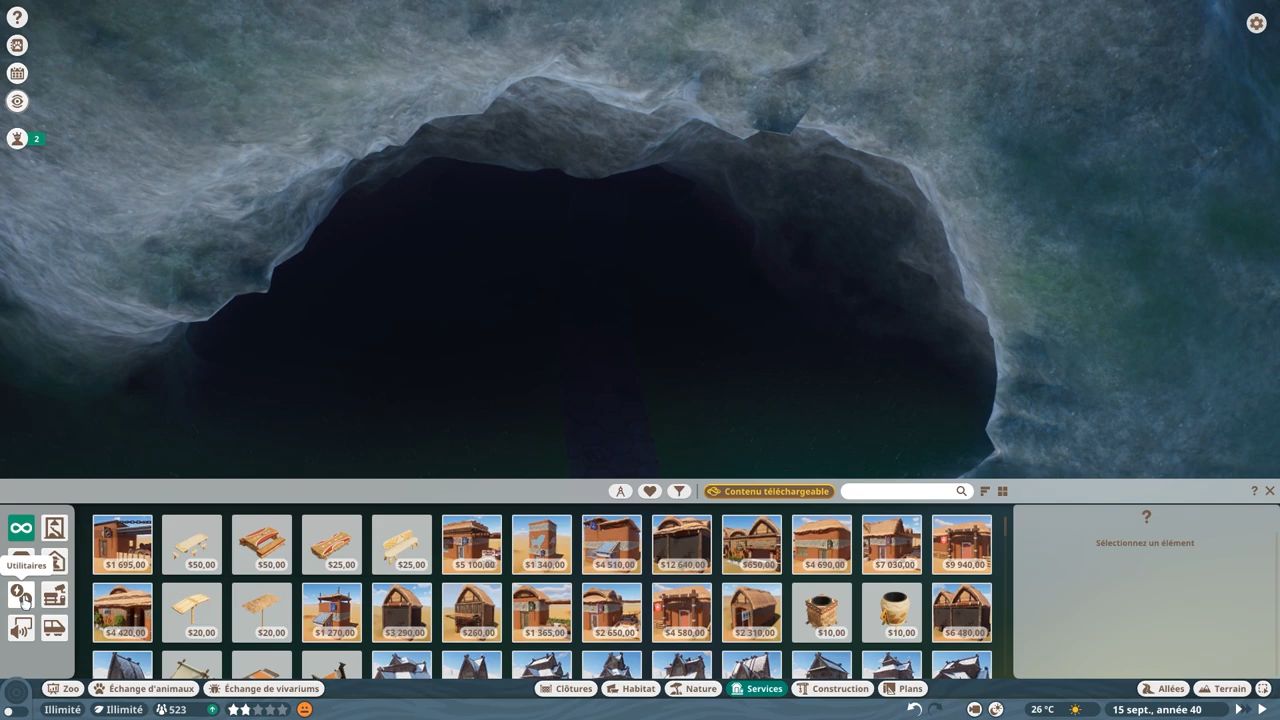 2
Contenu téléchargeable
Utilitaires
$1 695,00
$50,00
$50,00
$25,00
$25,00
$5 100,00
$1 340,00
$4 510,00
$12 640,00
$650,00
$4 690,00
$7 030,00
$9 940,00
?
Sélectionnez un élément
$4 420,00
$20,00
$20,00
$1 270,00
$3 290,00
$260,00
$1 365,00
$2 650,00
$4 580,00
$2 310,00
$10,00
$10,00
$6 480,00
Zoo
Échange d'animaux
Échange de vivariums
Clôtures
Habitat
Nature
Services
Construction
Plans
Allées
Terrain
Illimité
Illimité
523
26 °C
15 sept., année 40